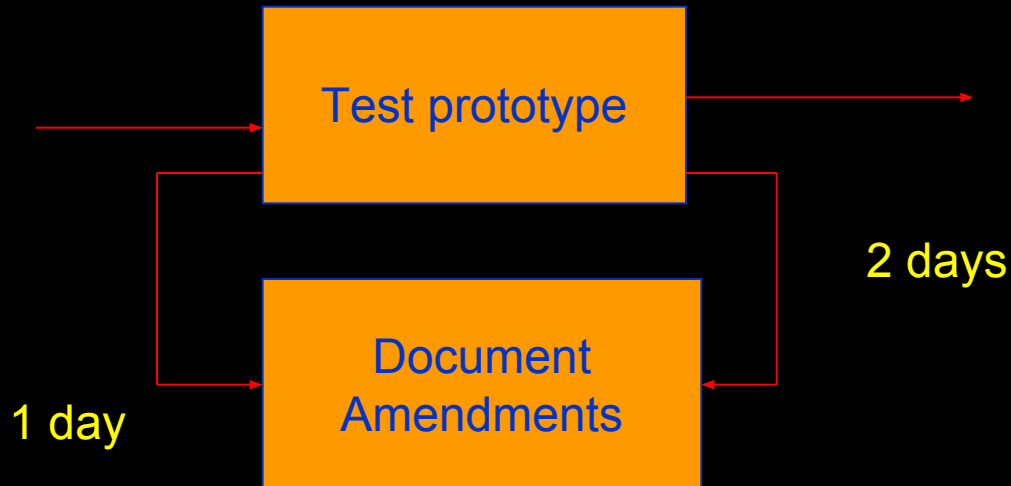 Test prototype
2 days
Document
Amendments
1 day